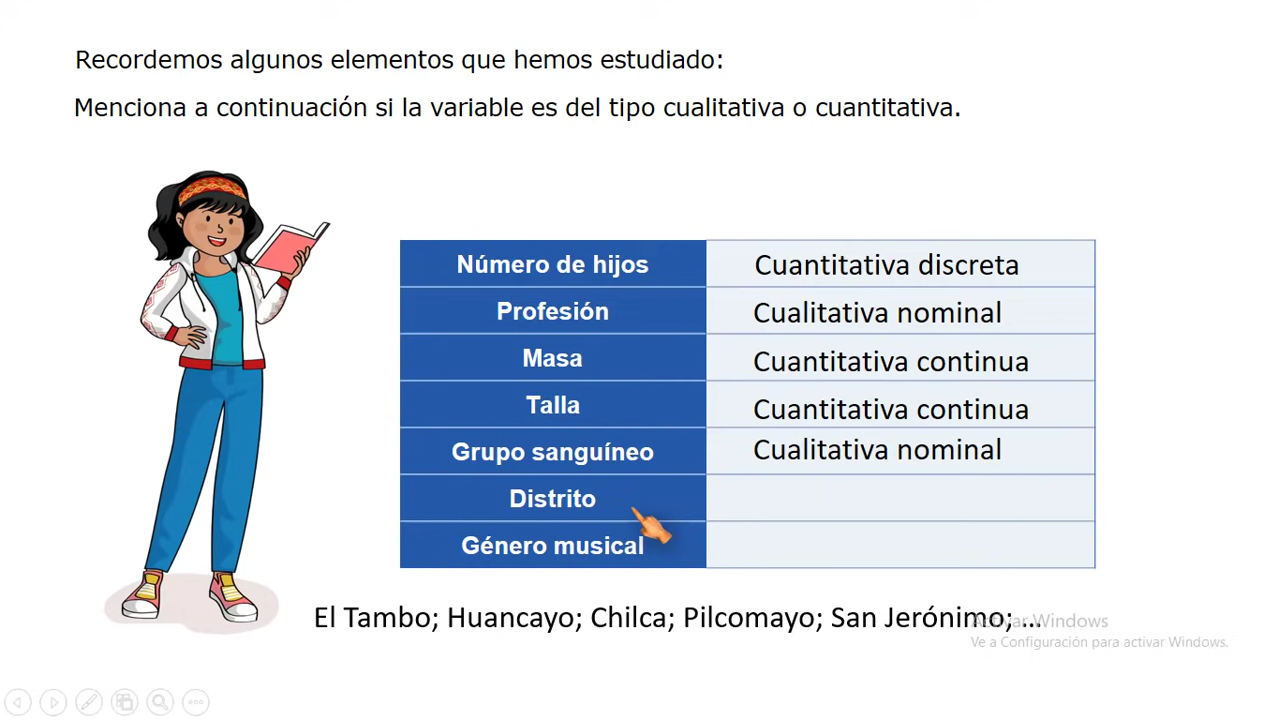 Recordemos algunos elementos que hemos estudiado:
Menciona a continuación si la variable es del tipo cualitativa o cuantitativa.
Número de hijos Cuantitativa discreta
Profesión Cualitativa nominal
Masa Cuantitativa continua
Talla Cuantitativa continua
Grupo sanguíneo Cualitativa nominal
Distrito
Género musical
El Tambo; Huancayo; Chilca; Pilcomayo; San Jerónimo; ...
Activar Windows
Ve a Configuración para activar Windows.